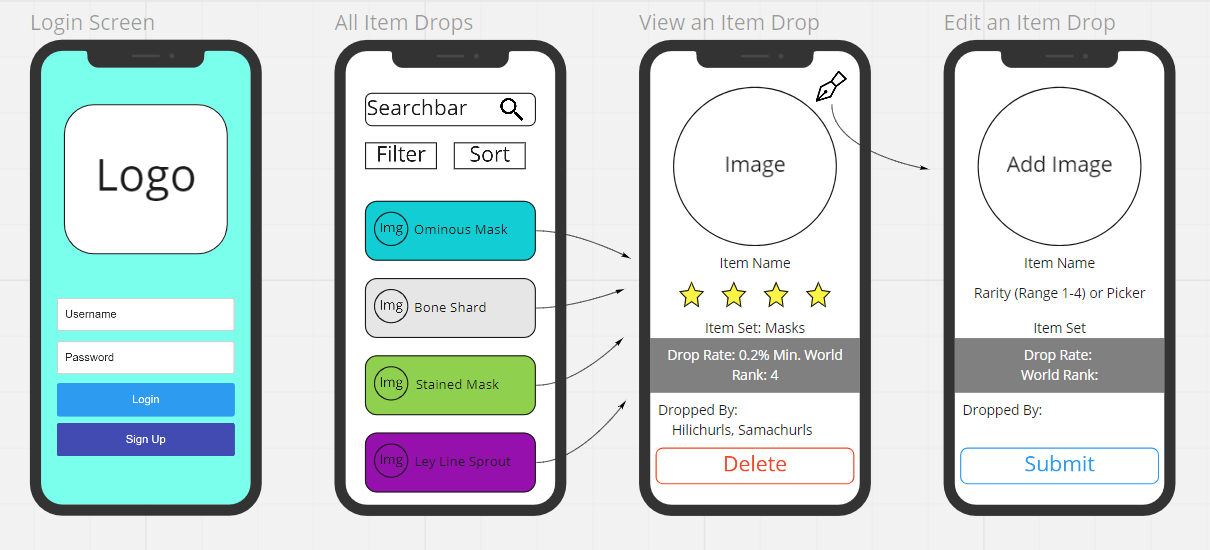 Login Screen
Logo
Username
Password
Login
Sign Up
All Item Drops
Searchbar
Filter
Sort
Img
Ominous Mask
Img
Bone Shard
Img
Stained Mask
Img
Ley Line Sprout
View an Item Drop
Image
Item Name
Item Set: Masks
Drop Rate: 0.2% Min. World
Rank: 4
Dropped By:
Hilichurls, Samachurls
Delete
Edit an Item Drop
Add Image
Item Name
Rarity (Range 1-4) or Picker
Item Set
Drop Rate:
World Rank:
Dropped By:
Submit